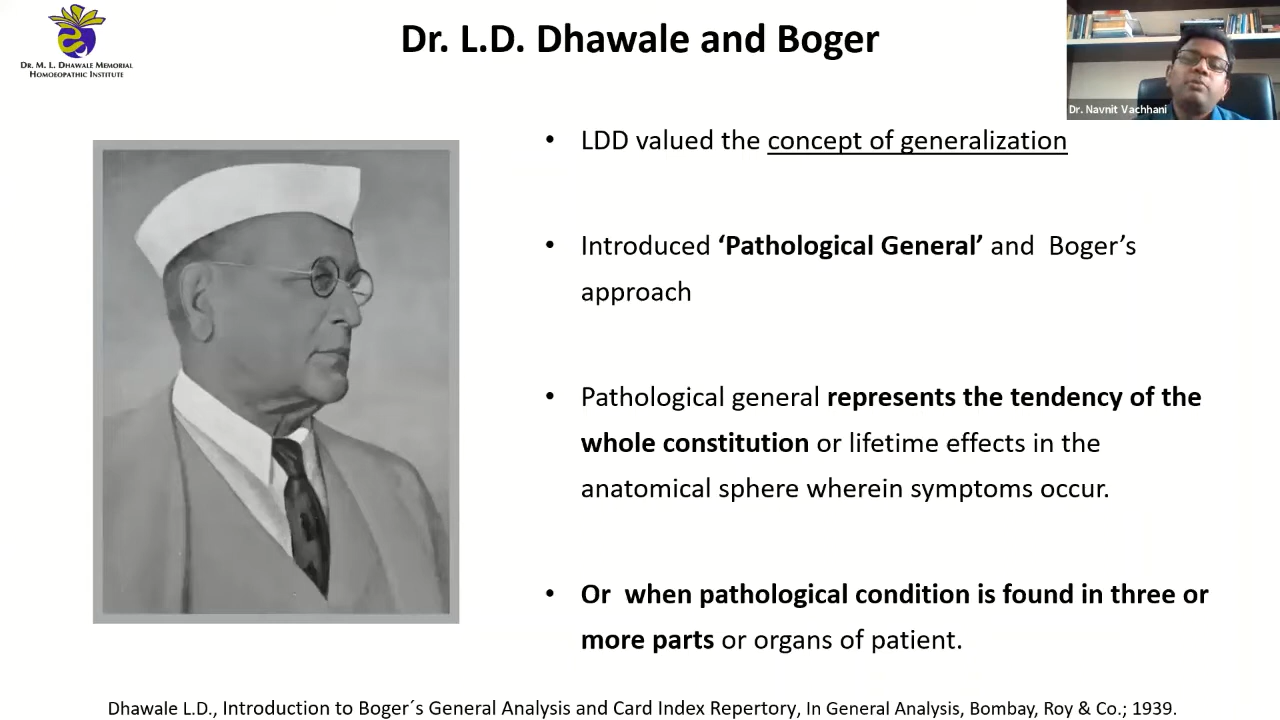 Dr. L.D. Dhawale and Boger
DR. M. L. DHAWALE MEMORIAL
HOMOEOPATHIC INSTITUTE
Dr. Navnit Vachhani
• LDD valued the concept of generalization
• Introduced ‘Pathological General’ and  Boger’s
approach
• Pathological general represents the tendency of the
whole constitution or lifetime effects in the
anatomical sphere wherein symptoms occur.
• Or  when pathological condition is found in three or
more parts or organs of patient.
Dhawale L.D., Introduction to Boger´s General Analysis and Card Index Repertory, In General Analysis, Bombay, Roy & Co.; 1939.